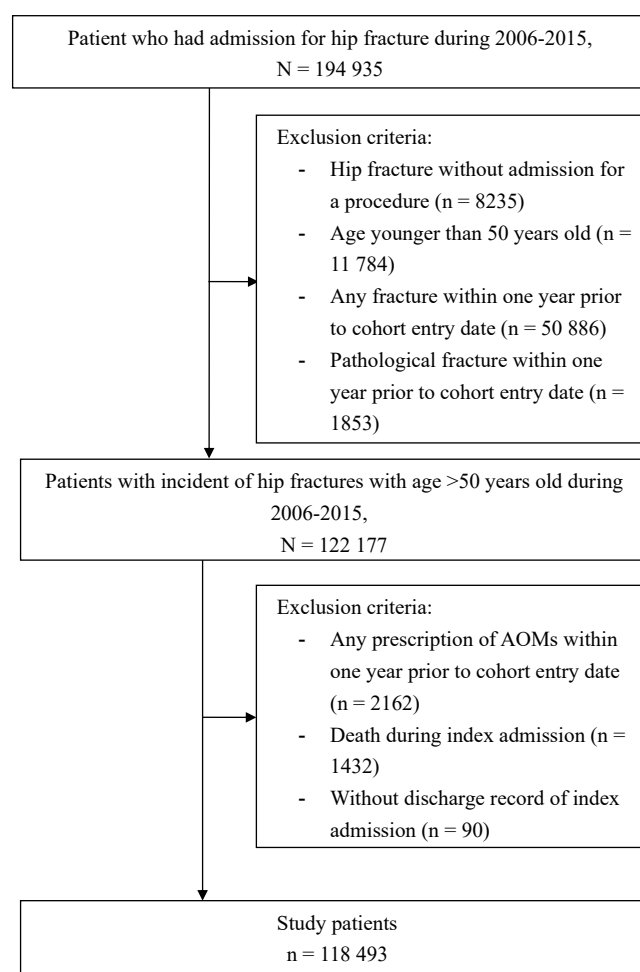 Patient who had admission for hip fracture during 2006-2015,
N = 194 935
Exclusion criteria:
- Hip fracture without admission for
a procedure (n = 8235)
- Age younger than 50 years old (n =
11 784)
- Any fracture within one year prior
to cohort entry date (n = 50 886)
- Pathological fracture within one
year prior to cohort entry date (n =
1853)
Patients with incident of hip fractures with age >50 years old during
2006-2015,
N = 122 177
Exclusion criteria:
- Any prescription of AOMs within
one year prior to cohort entry date
(n = 2162)
- Death during index admission (n =
1432)
- Without discharge record of index
admission (n = 90)
Study patients
n = 118 493